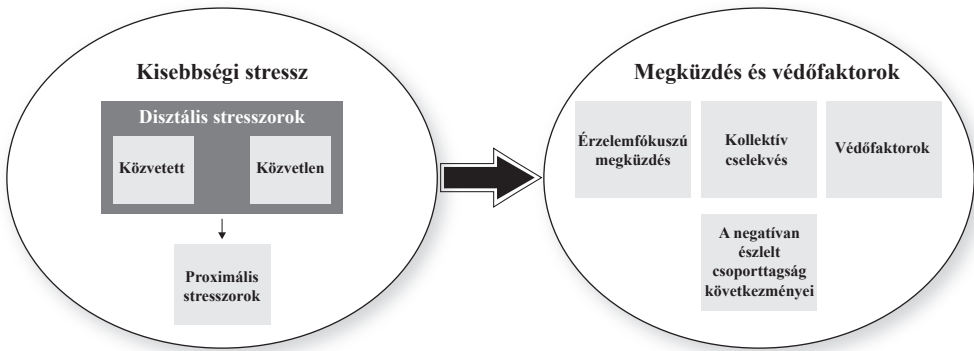 Kisebbségi stressz
Disztális stresszorok
Közvetett
Közvetlen
Proximális
stresszorok
Megküzdés és védőfaktorok
Érzelemfókuszú
megküzdés
Kollektív
cselekvés
Védőfaktorok
A negatívan
észlelt
csoporttagság
következményei